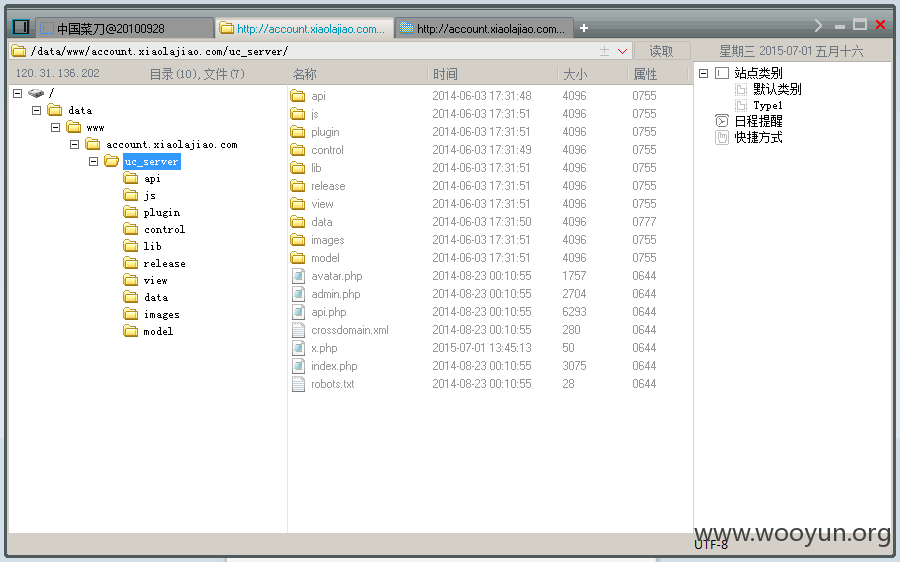 中国菜刀@20100928 http://account.xiaolajiao.com... http://account.xiaolajiao.com...
/data/www/account.xiaolajiao.com/uc_server/ 读取 星期三 2015-07-01 五月十六
120.31.136.202 目录(10),文件(7) 名称 时间 大小 属性
/
data
www
account.xiaolajiao.com
uc_server
api
js
plugin
control
lib
release
view
data
images
model
api 2014-06-03 17:31:48 4096 0755
js 2014-06-03 17:31:51 4096 0755
plugin 2014-06-03 17:31:51 4096 0755
control 2014-06-03 17:31:49 4096 0755
lib 2014-06-03 17:31:51 4096 0755
release 2014-06-03 17:31:51 4096 0755
view 2014-06-03 17:31:51 4096 0755
data 2014-06-03 17:31:50 4096 0777
images 2014-06-03 17:31:51 4096 0755
model 2014-06-03 17:31:51 4096 0755
avatar.php 2014-08-23 00:10:55 1757 0644
admin.php 2014-08-23 00:10:55 2704 0644
api.php 2014-08-23 00:10:55 6293 0644
crossdomain.xml 2014-08-23 00:10:55 280 0644
x.php 2015-07-01 13:45:13 50 0644
index.php 2014-08-23 00:10:55 3075 0644
robots.txt 2014-08-23 00:10:55 28 0644
站点类别
默认类别
Type1
日程提醒
快捷方式
www.wooyun.org
UTF-8